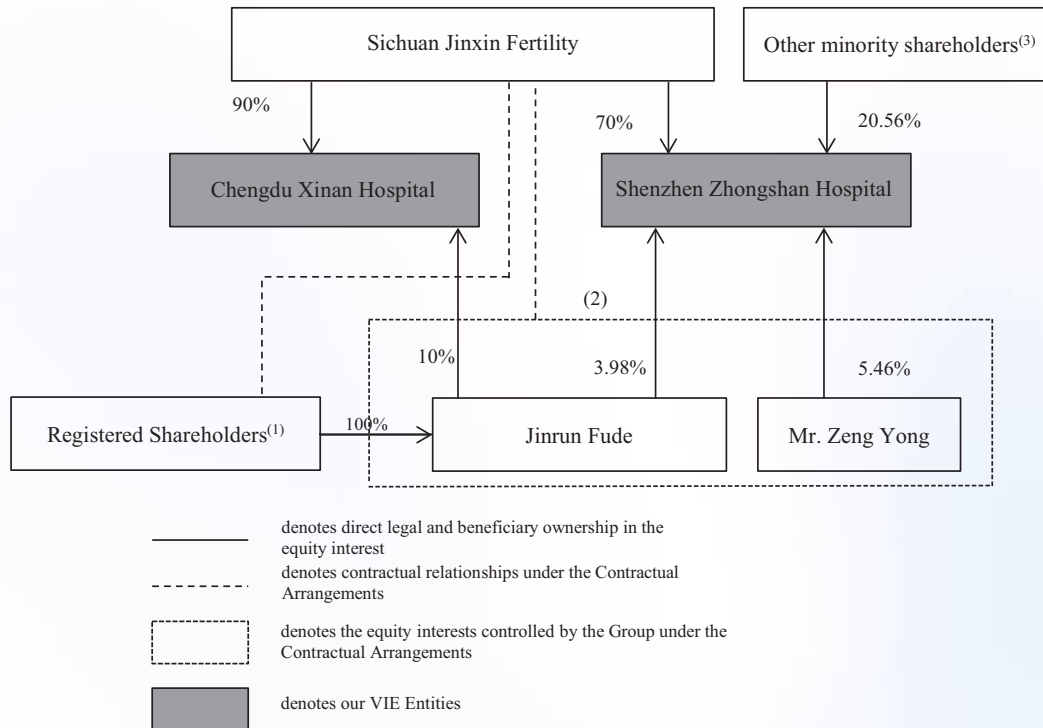 Sichuan Jinxin Fertility
Other minority shareholders(3)
90%
70%
20.56%
Chengdu Xinan Hospital
Shenzhen Zhongshan Hospital
(2)
10%
3.98%
5.46%
Registered Shareholders(1)
100%
Jinrun Fude
Mr. Zeng Yong
denotes direct legal and beneficiary ownership in the
equity interest
denotes contractual relationships under the Contractual
Arrangements
denotes the equity interests controlled by the Group under the
Contractual Arrangements
denotes our VIE Entities